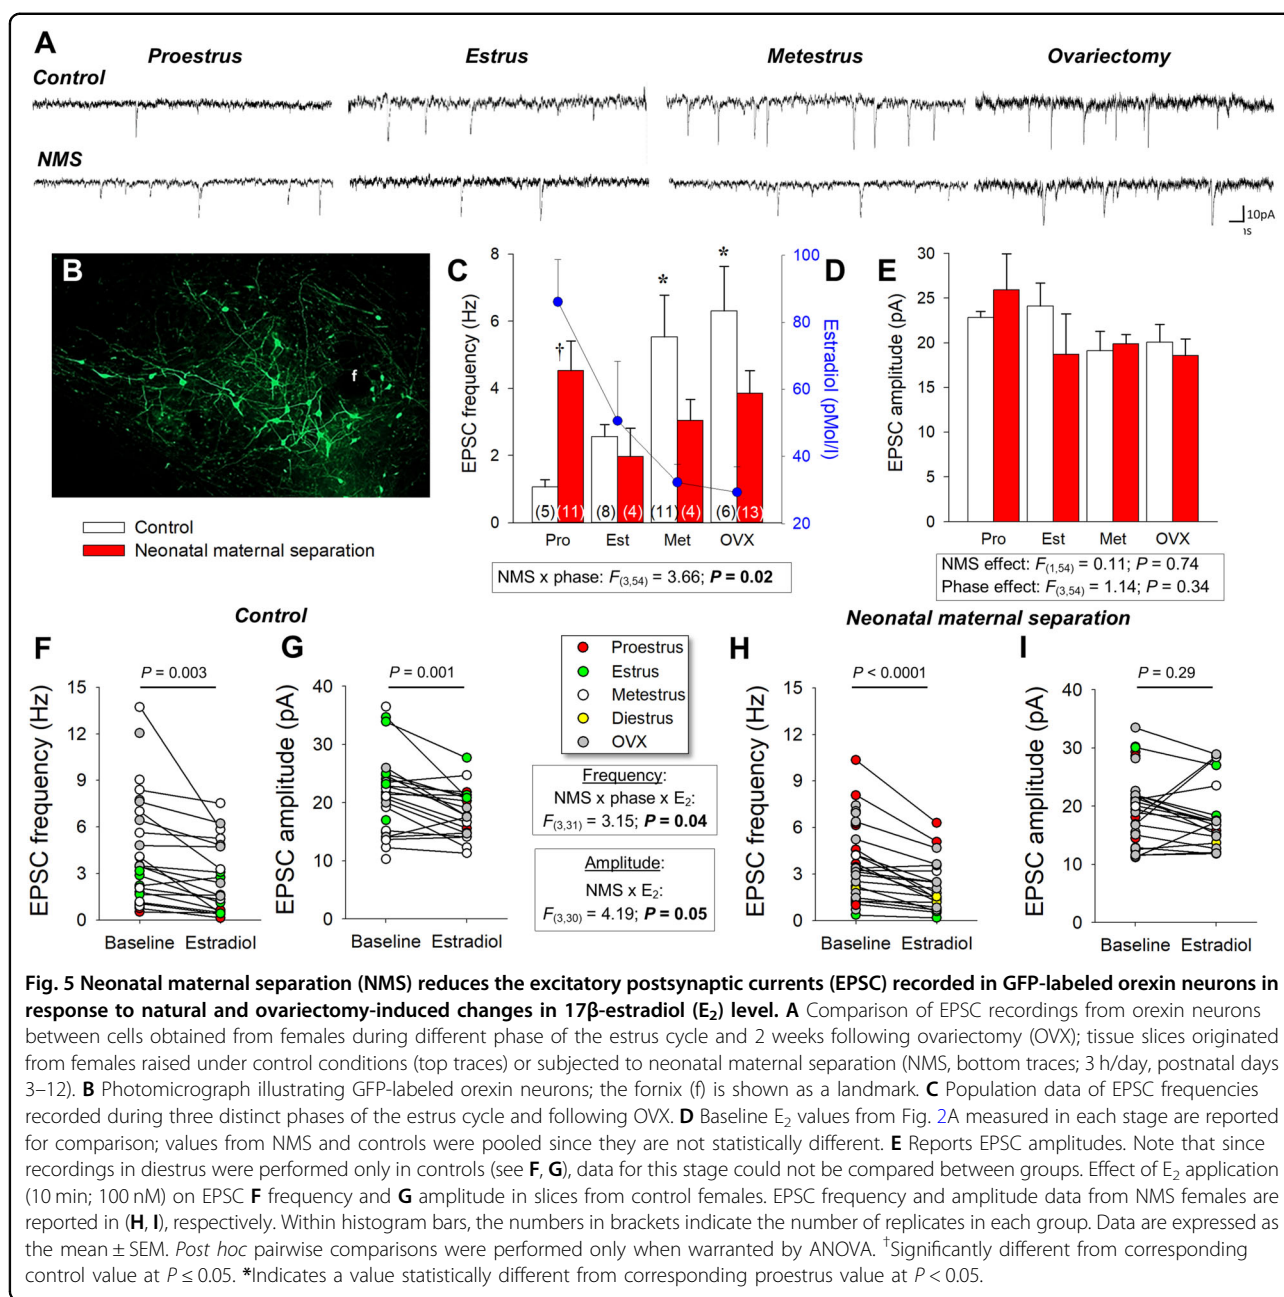 A
Proestrus Estrus Metestrus Ovariectomy
Control
NMS
10pA
ns
B
f
Control
Neonatal maternal separation
C
EPSC frequency (Hz)
8
6
4
2
0
†
*
*
(5) (11) (8) (4) (11) (4) (6) (13)
Pro Est Met OVX
NMS x phase: F(3,54) = 3.66; P = 0.02
D
100
80
60
40
20
Estradiol (pMol/l)
E
EPSC amplitude (pA)
30
25
20
15
10
5
0
Pro Est Met OVX
NMS effect: F(1,54) = 0.11; P = 0.74
Phase effect: F(3,54) = 1.14; P = 0.34
Control
F
P = 0.003
EPSC frequency (Hz)
15
12
9
6
3
0
Baseline Estradiol
G
P = 0.001
EPSC amplitude (pA)
40
30
20
10
0
Baseline Estradiol
Proestrus
Estrus
Metestrus
Diestrus
OVX
Frequency:
NMS x phase x E2:
F(3,31) = 3.15; P = 0.04
Amplitude:
NMS x E2:
F(3,30) = 4.19; P = 0.05
Neonatal maternal separation
H
P < 0.0001
EPSC frequency (Hz)
15
12
9
6
3
0
Baseline Estradiol
I
P = 0.29
EPSC amplitude (pA)
40
30
20
10
0
Baseline Estradiol
Fig. 5 Neonatal maternal separation (NMS) reduces the excitatory postsynaptic currents (EPSC) recorded in GFP-labeled orexin neurons in
response to natural and ovariectomy-induced changes in 17β-estradiol (E2) level. A Comparison of EPSC recordings from orexin neurons
between cells obtained from females during different phase of the estrus cycle and 2 weeks following ovariectomy (OVX); tissue slices originated
from females raised under control conditions (top traces) or subjected to neonatal maternal separation (NMS, bottom traces; 3 h/day, postnatal days
3–12). B Photomicrograph illustrating GFP-labeled orexin neurons; the fornix (f) is shown as a landmark. C Population data of EPSC frequencies
recorded during three distinct phases of the estrus cycle and following OVX. D Baseline E2 values from Fig. 2A measured in each stage are reported
for comparison; values from NMS and controls were pooled since they are not statistically different. E Reports EPSC amplitudes. Note that since
recordings in diestrus were performed only in controls (see F, G), data for this stage could not be compared between groups. Effect of E2 application
(10 min; 100 nM) on EPSC F frequency and G amplitude in slices from control females. EPSC frequency and amplitude data from NMS females are
reported in (H, I), respectively. Within histogram bars, the numbers in brackets indicate the number of replicates in each group. Data are expressed as
the mean ± SEM. Post hoc pairwise comparisons were performed only when warranted by ANOVA. †Significantly different from corresponding
control value at P ≤ 0.05. *Indicates a value statistically different from corresponding proestrus value at P < 0.05.